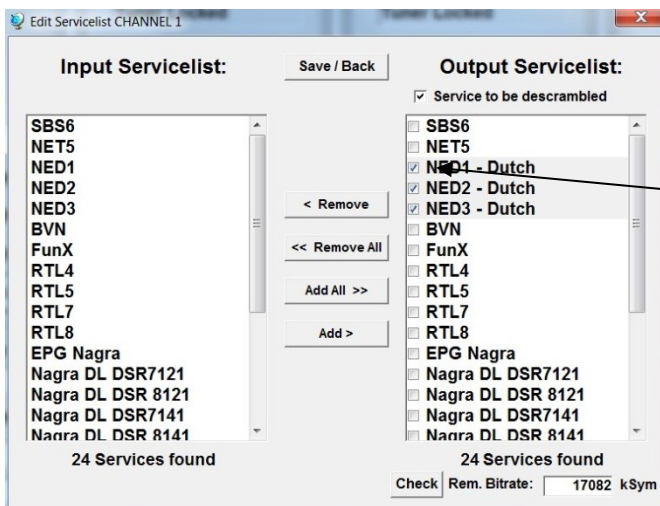 Tuner Locked
Tuner Locked
Edit Servicelist CHANNEL 1
X
Input Servicelist:
Save / Back
Output Servicelist:
Service to be descrambled
SBS6
NET5
NED1
NED2
NED3
BVN
FunX
RTL4
RTL5
RTL7
RTL8
EPG Nagra
Nagra DL DSR7121
Nagra DL DSR 8121
Nagra DL DSR7141
Nagra DL DSR 8141
24 Services found
< Remove
<< Remove All
Add All >>
Add >
SBS6
NET5
NED1 - Dutch
NED2 - Dutch
NED3 - Dutch
BVN
FunX
RTL4
RTL5
RTL7
RTL8
EPG Nagra
Nagra DL DSR7121
Nagra DL DSR 8121
Nagra DL DSR7141
Nagra DL DSR 8141
24 Services found
Check Rem. Bitrate: 17082 kSym